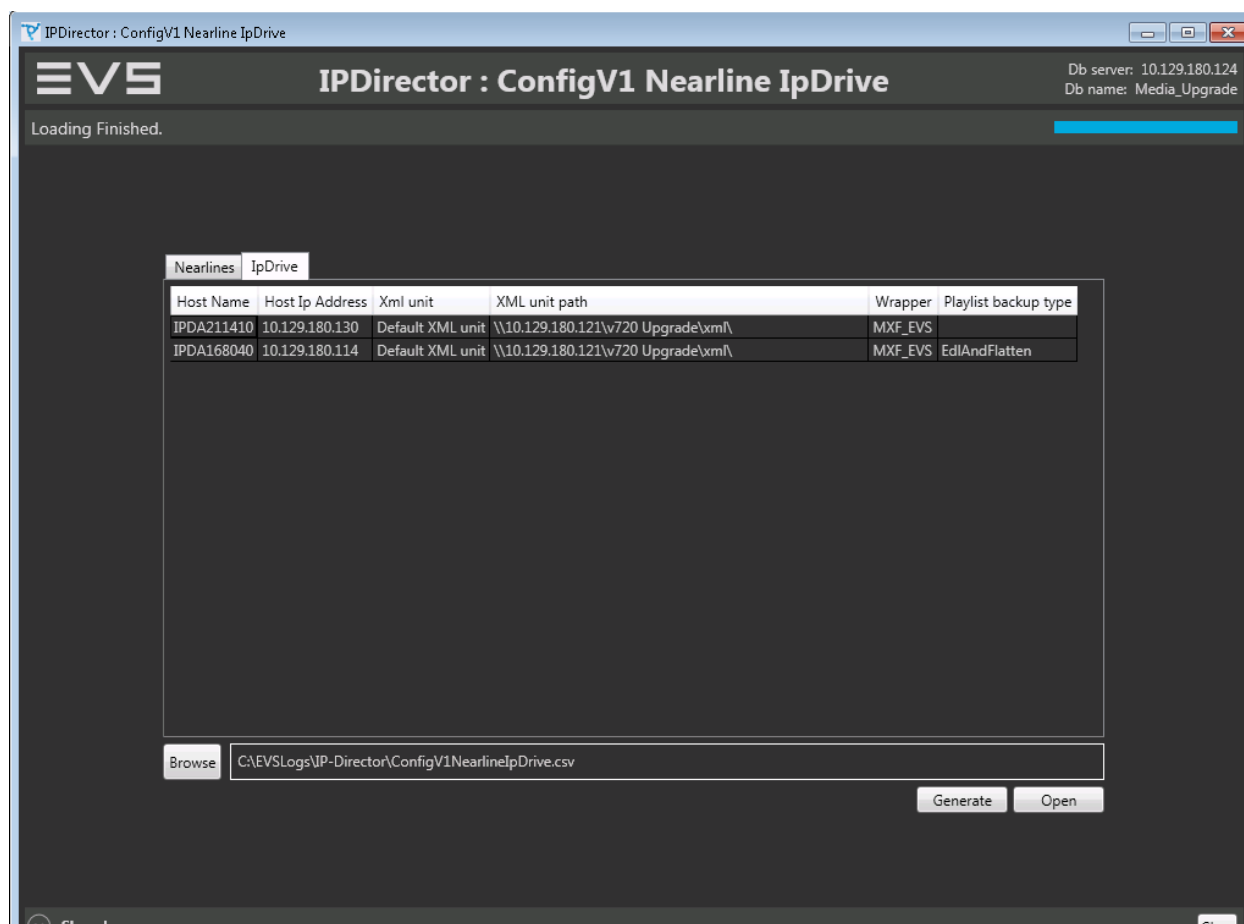 IPDirector : ConfigV1 Nearline IpDrive
EVS
IPDirector : ConfigV1 Nearline IpDrive
Db server: 10.129.180.124
Db name: Media_Upgrade
Loading Finished.
Nearlines IpDrive
Host Name Host Ip Address Xml unit XML unit path Wrapper Playlist backup type
IPDA211410 10.129.180.130 Default XML unit \\10.129.180.121\v720 Upgrade\xml\ MXF_EVS
IPDA168040 10.129.180.114 Default XML unit \\10.129.180.121\v720 Upgrade\xml\ MXF_EVS EdlAndFlatten
Browse C:\EVSLogs\IP-Director\ConfigV1NearlineIpDrive.csv
Generate Open